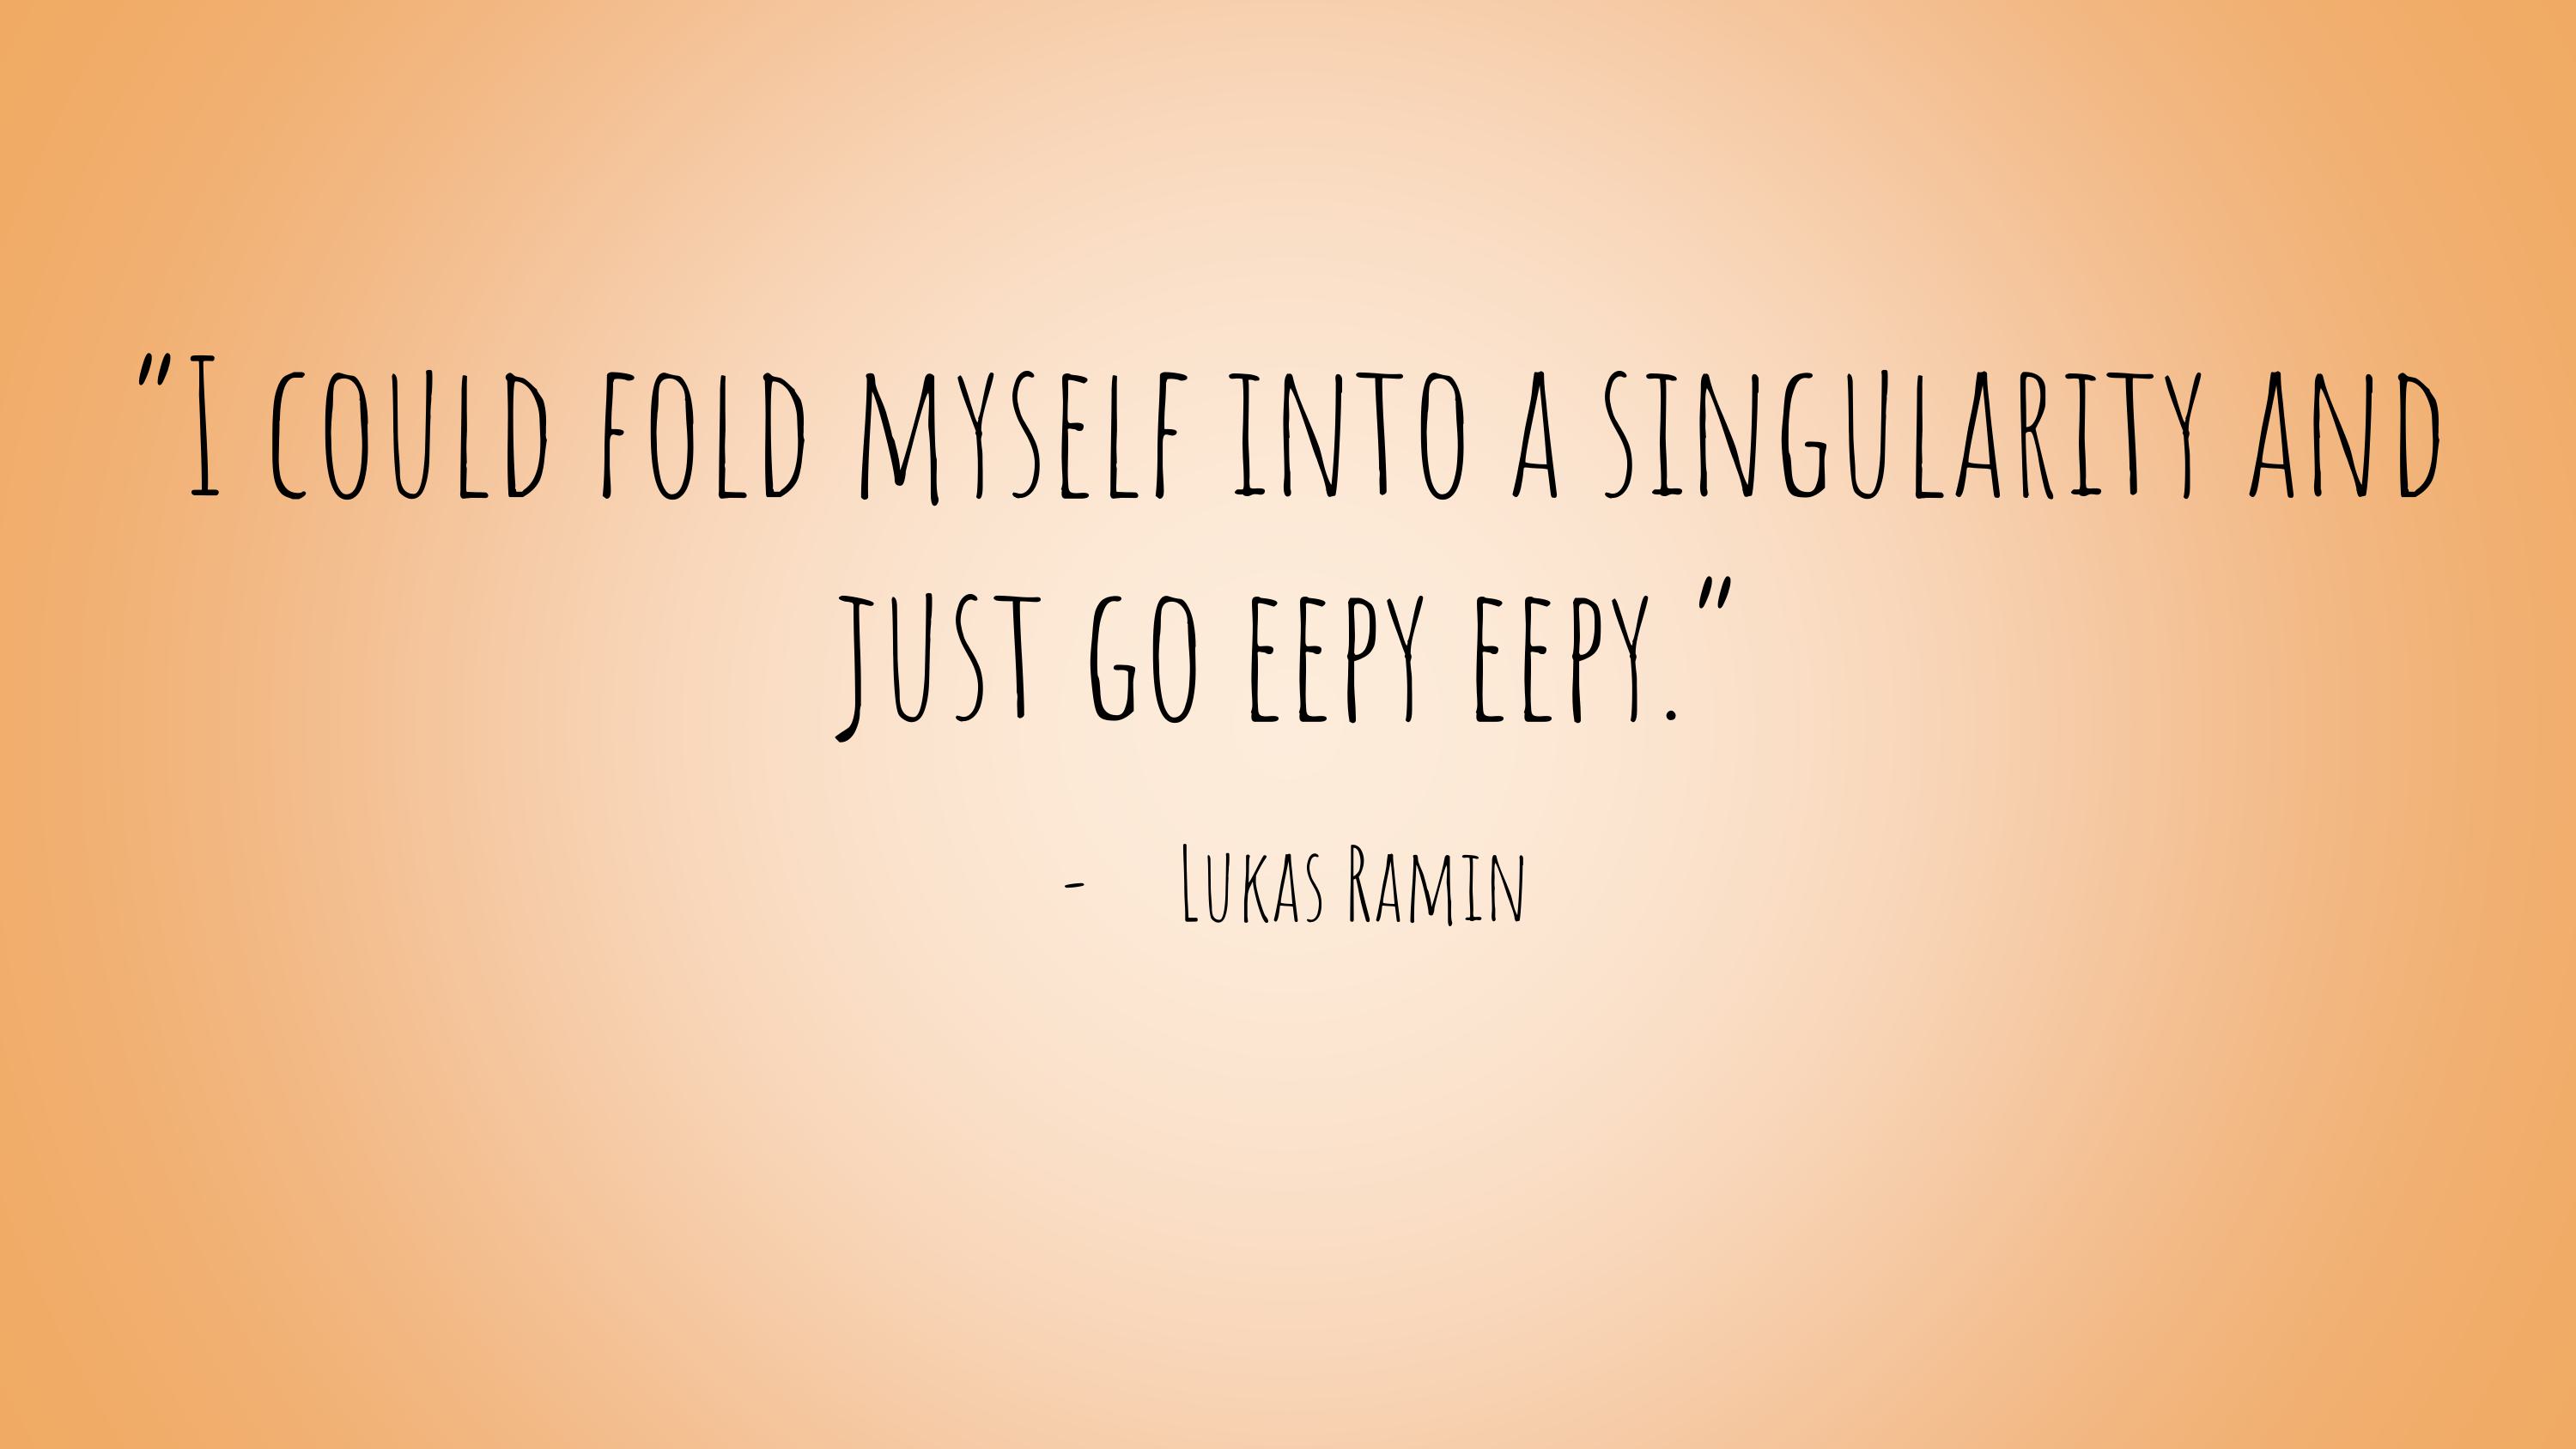 "I could fold myself into a singularity and
just go eepy eepy."
- Lukas Ramin